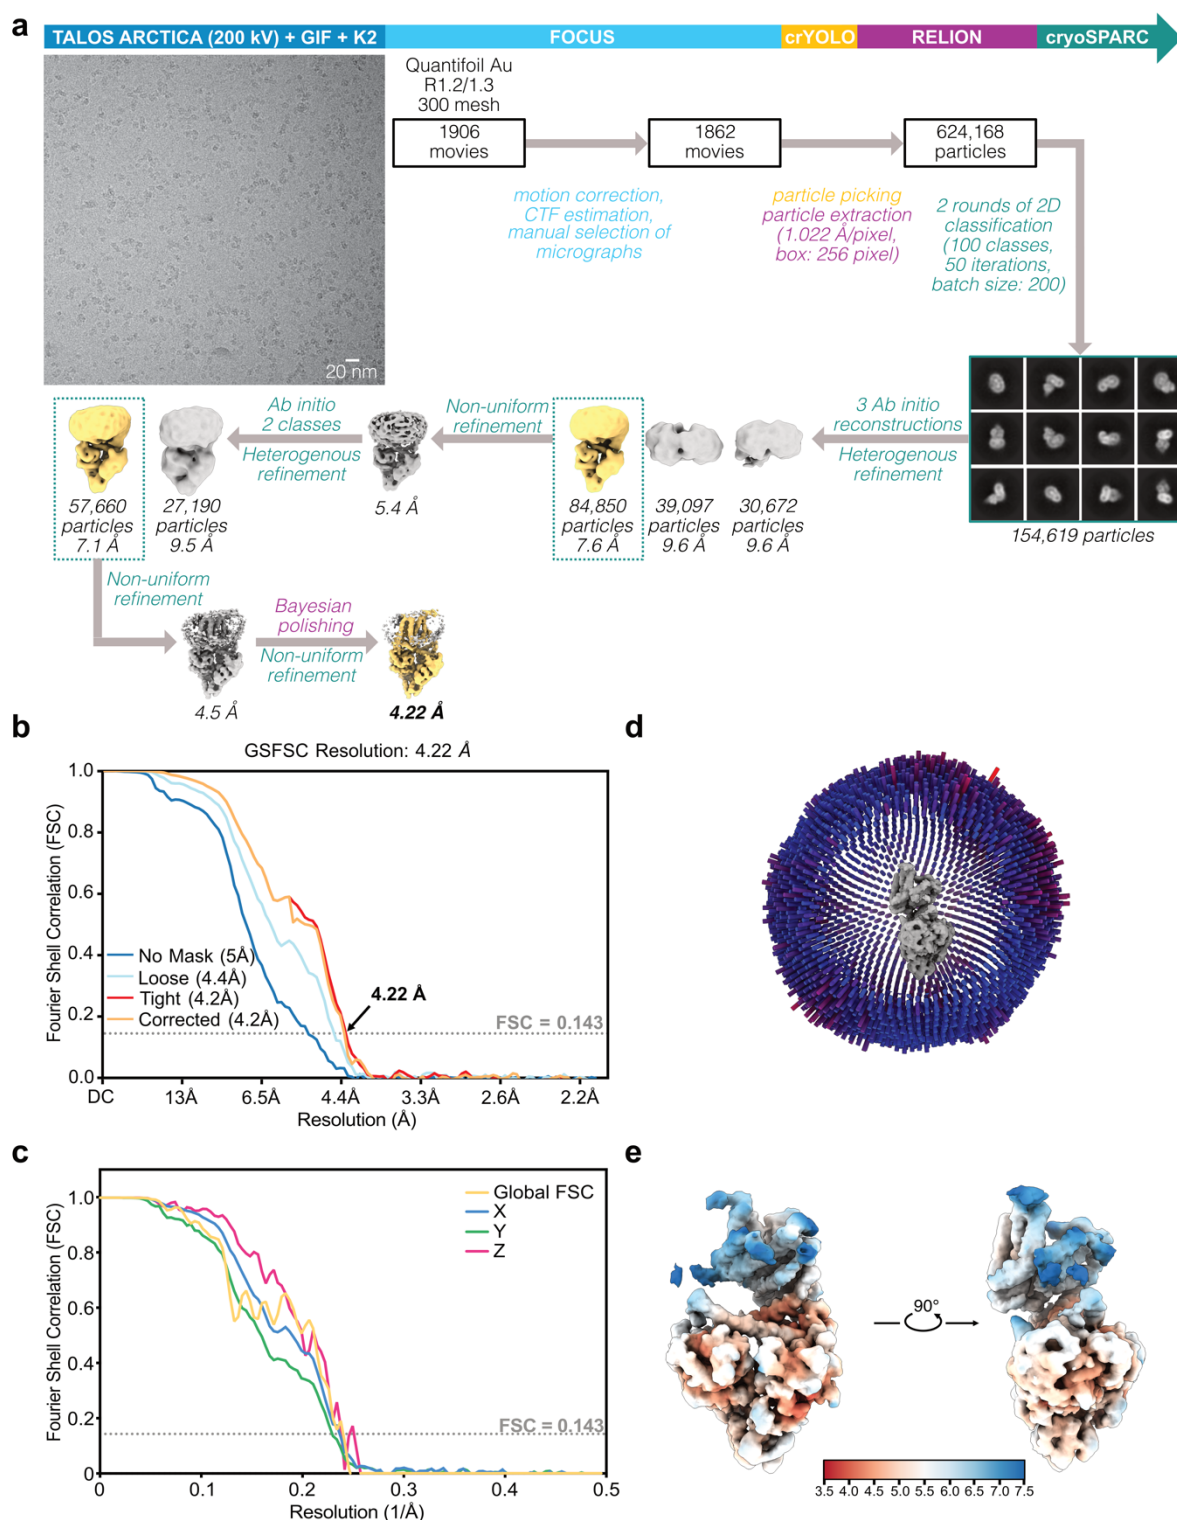 a
TALOS ARCTICA (200 kV) + GIF + K2
FOCUS
crYOLO
RELION
cryoSPARC
Quantifoil Au
R1.2/1.3
300 mesh
1906
movies
1862
movies
624,168
particles
motion correction,
CTF estimation,
manual selection of
micrographs
particle picking
particle extraction
(1.022 Å/pixel,
box: 256 pixel)
2 rounds of 2D
classification
(100 classes,
50 iterations,
batch size: 200)
20 nm
Ab initio
2 classes
Heterogenous
refinement
Non-uniform
refinement
3 Ab initio
reconstructions
Heterogenous
refinement
57,660
particles
7.1 Å
27,190
particles
9.5 Å
5.4 Å
84,850
particles
7.6 Å
39,097
particles
9.6 Å
30,672
particles
9.6 Å
154,619 particles
Non-uniform
refinement
Bayesian
polishing
Non-uniform
refinement
4.5 Å
4.22 Å
b
GSFSC Resolution: 4.22 Å
Fourier Shell Correlation (FSC)
1.0
0.8
0.6
0.4
0.2
0.0
No Mask (5Å)
Loose (4.4Å)
Tight (4.2Å)
Corrected (4.2Å)
4.22 Å
FSC = 0.143
DC
13Å
6.5Å
4.4Å
3.3Å
2.6Å
2.2Å
Resolution (Å)
d
c
Fourier Shell Correlation (FSC)
1.0
0.8
0.6
0.4
0.2
0
Global FSC
X
Y
Z
FSC = 0.143
0
0.1
0.2
0.3
0.4
0.5
Resolution (1/Å)
e
90°
3.5 4.0 4.5 5.0 5.5 6.0 6.5 7.0 7.5